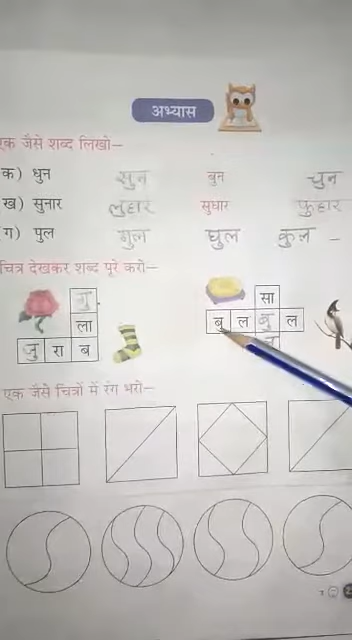 अभ्यास
एक जैसे शब्द लिखो—
क) धुन सुन बुन चुन
ख) सुनार लुहार सुधार फुहार
ग) पुल गुल घुल कुल
चित्र देखकर शब्द पूरे करो—
गु सा
ला बु ल बु ल
जु रा ब न
एक जैसे चित्रों में रंग भरो—